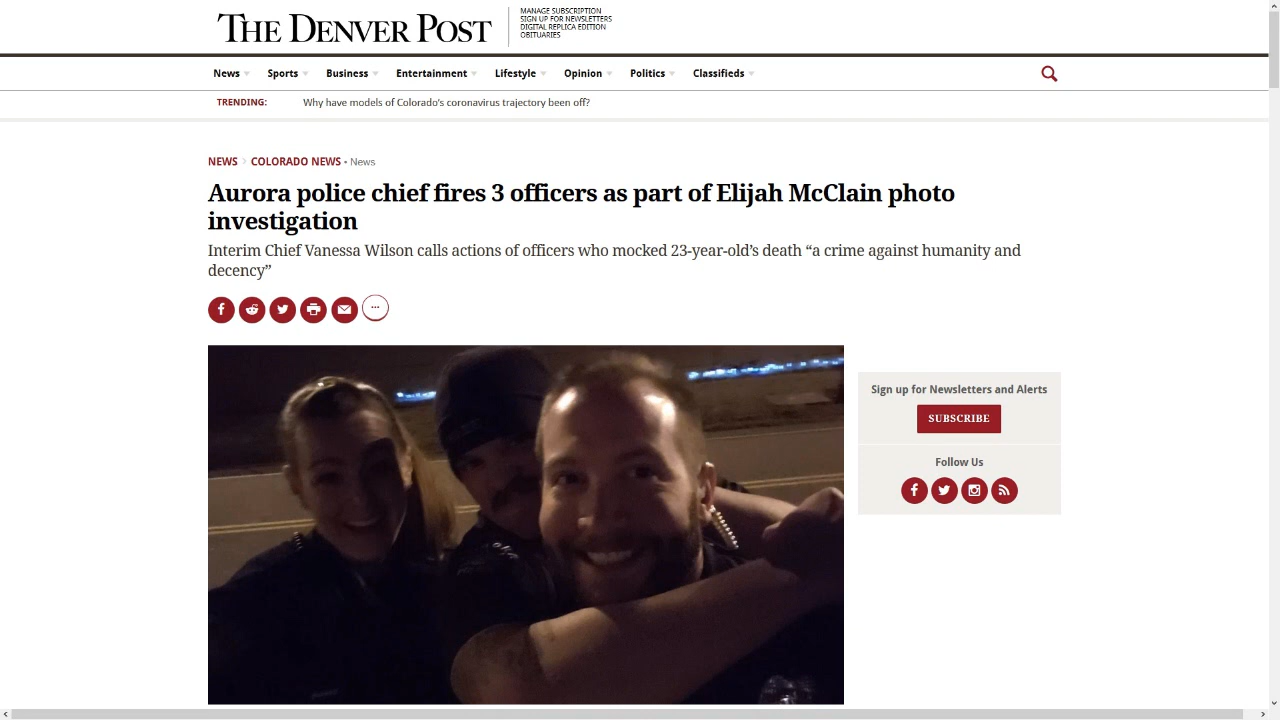 THE DENVER POST
MANAGE SUBSCRIPTION
SIGN UP FOR NEWSLETTERS
DIGITAL REPLICA EDITION
OBITUARIES
News Sports Business Entertainment Lifestyle Opinion Politics Classifieds
TRENDING: Why have models of Colorado’s coronavirus trajectory been off?
NEWS › COLORADO NEWS • News
Aurora police chief fires 3 officers as part of Elijah McClain photo
investigation
Interim Chief Vanessa Wilson calls actions of officers who mocked 23-year-old’s death “a crime against humanity and
decency”
Sign up for Newsletters and Alerts
SUBSCRIBE
Follow Us